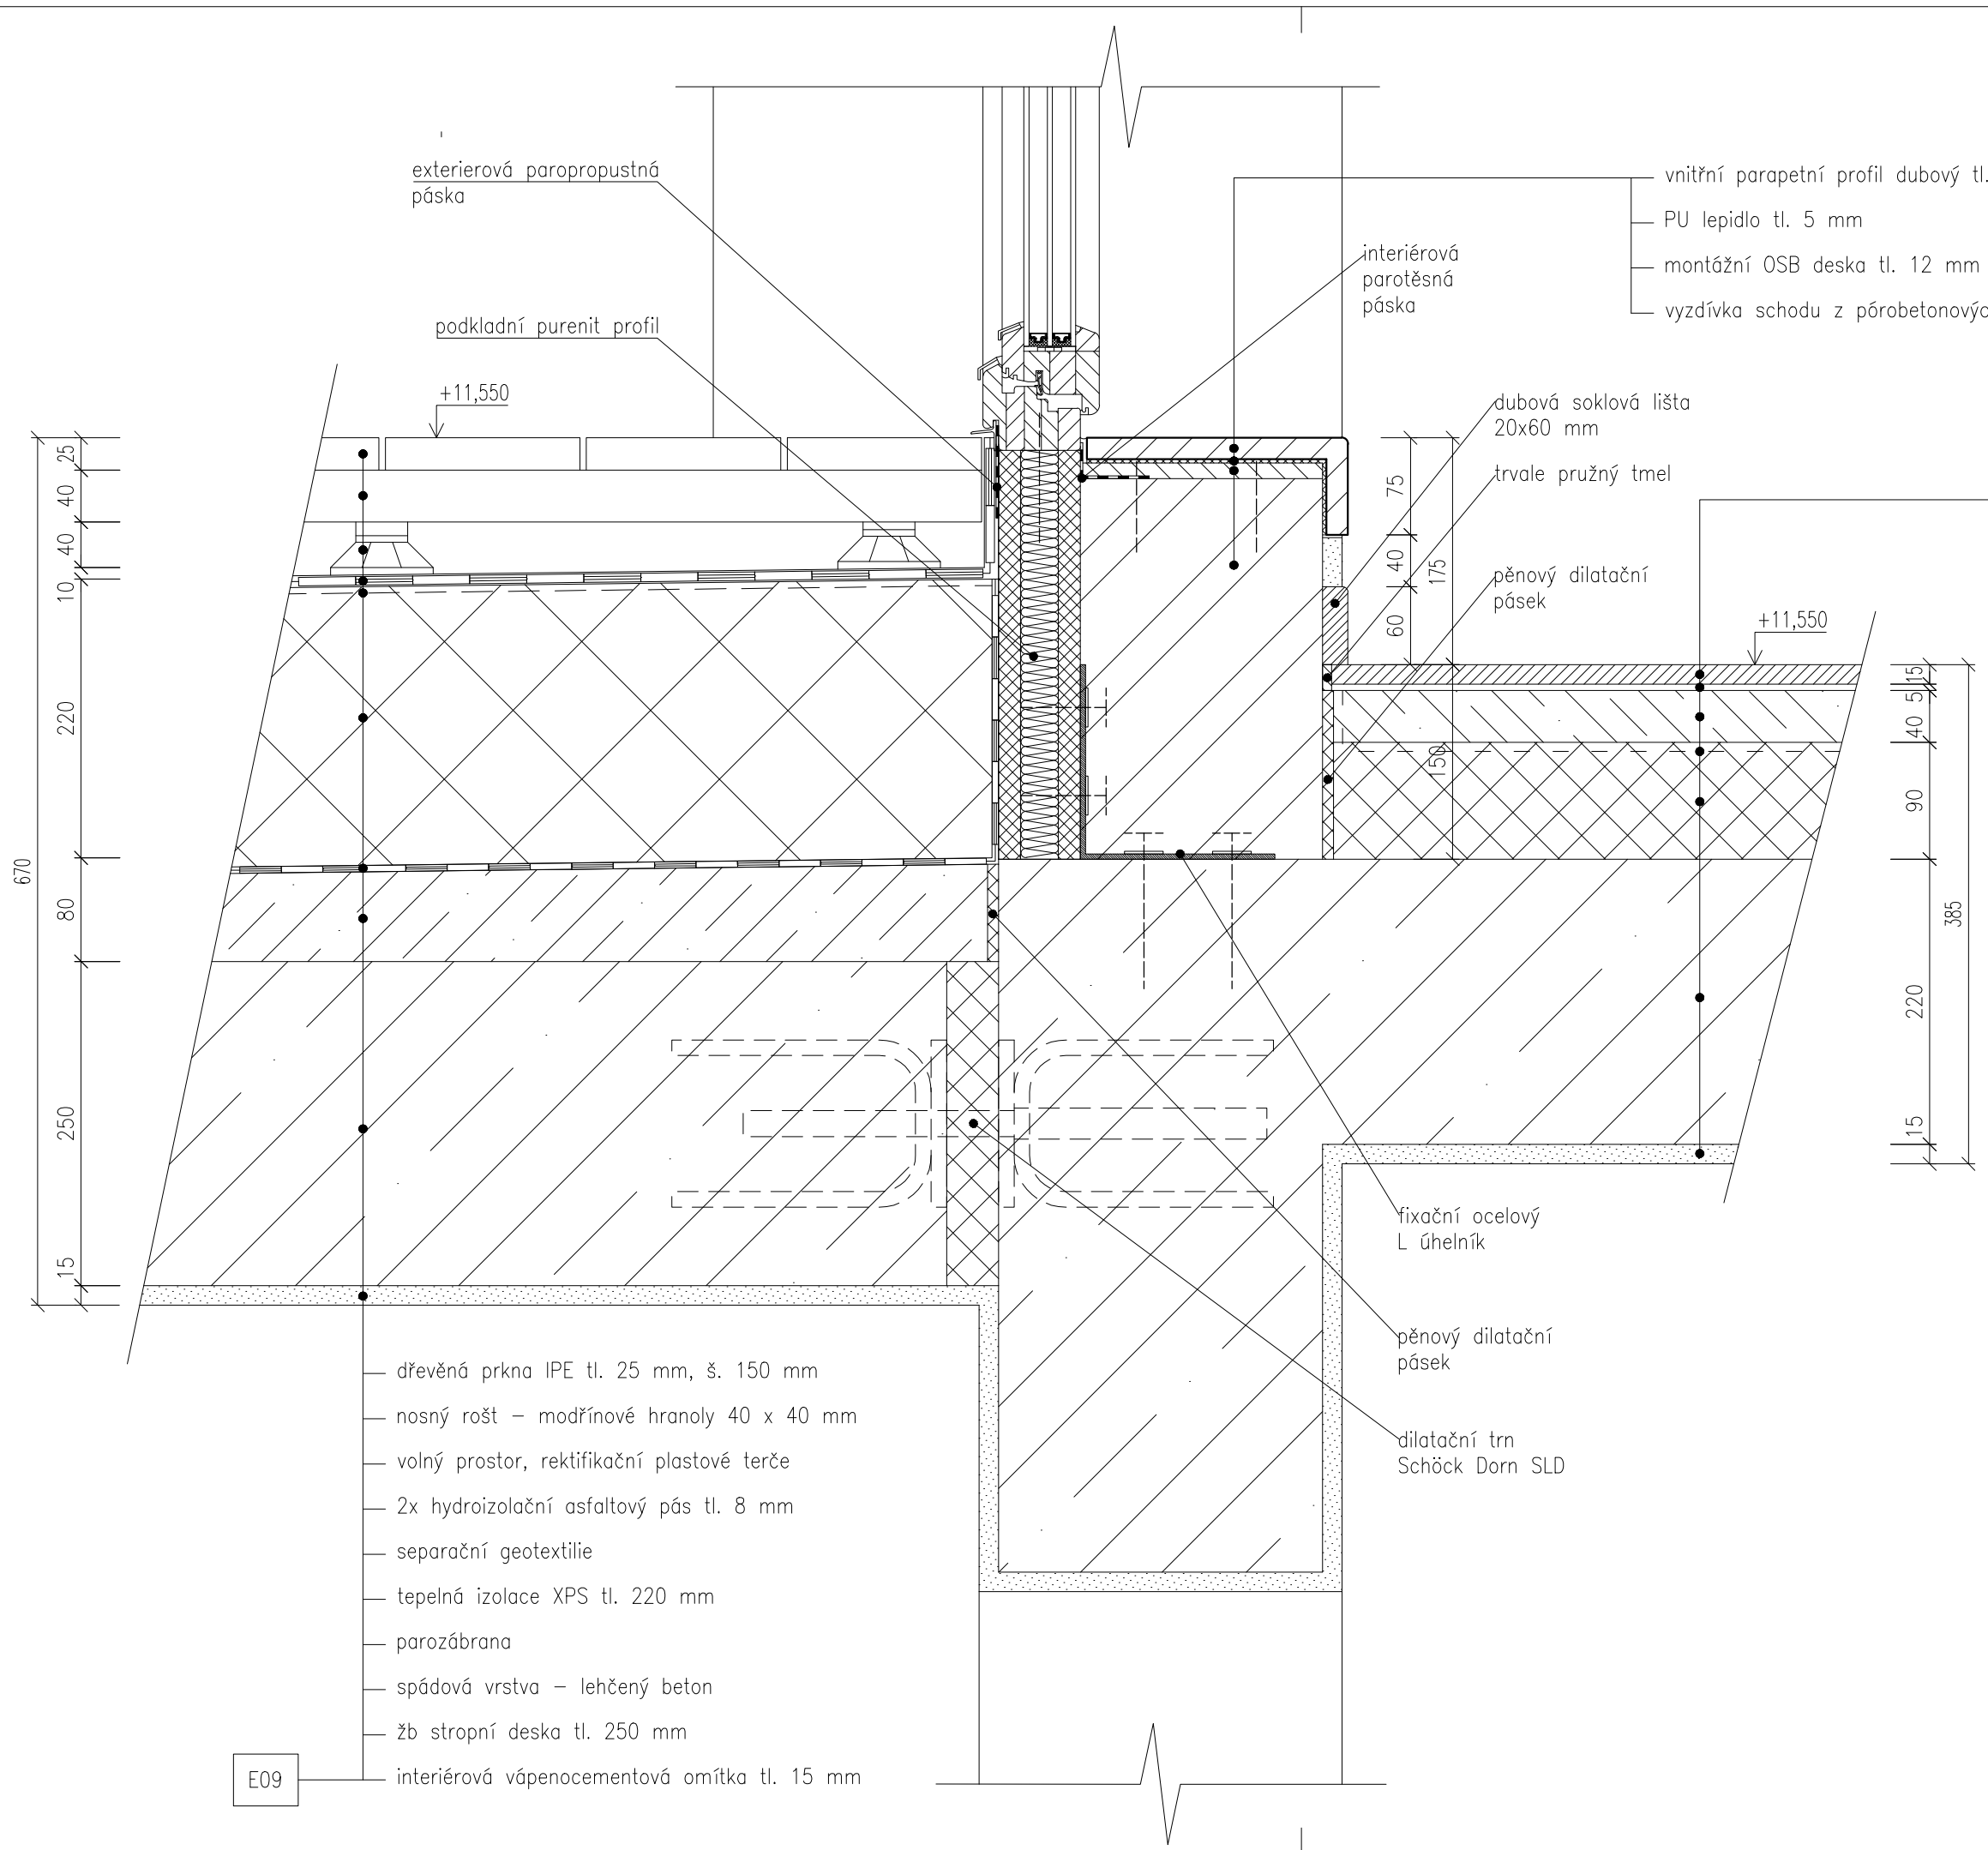 exterierová paropropustná
páska
podkladní purenit profil
+11,550
vnitřní parapetní profil dubový tl.
PU lepidlo tl. 5 mm
montážní OSB deska tl. 12 mm
vyzdívka schodu z pórobetonovýc
interiérová
parotěsná
páska
dubová soklová lišta
20x60 mm
trvale pružný tmel
pěnový dilatační
pásek
+11,550
25
40
40
10
220
80
250
15
670
75
40
60
175
150
15
5
40
90
220
15
385
fixační ocelový
L úhelník
pěnový dilatační
pásek
dilatační trn
Schöck Dorn SLD
dřevěná prkna IPE tl. 25 mm, š. 150 mm
nosný rošt – modřínové hranoly 40 x 40 mm
volný prostor, rektifikační plastové terče
2x hydroizolační asfaltový pás tl. 8 mm
separační geotextilie
tepelná izolace XPS tl. 220 mm
parozábrana
spádová vrstva – lehčený beton
žb stropní deska tl. 250 mm
interiérová vápenocementová omítka tl. 15 mm
E09